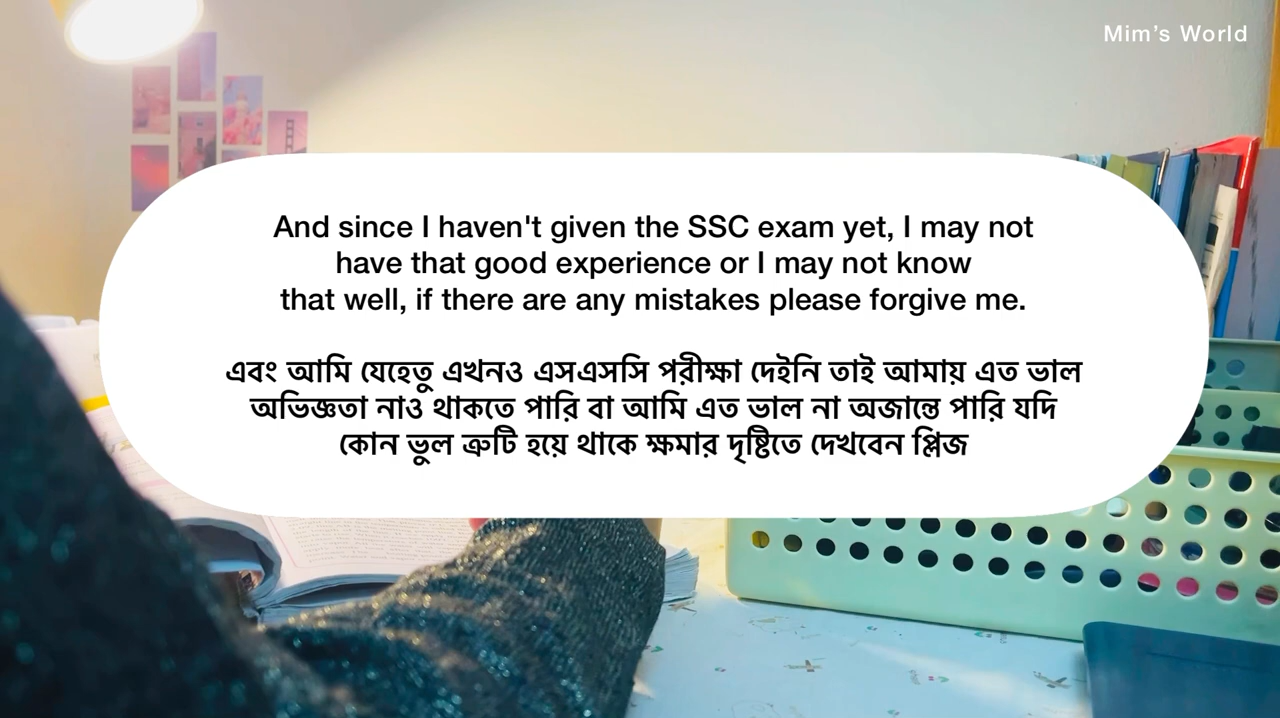 Mim's World
And since I haven't given the SSC exam yet, I may not
have that good experience or I may not know
that well, if there are any mistakes please forgive me.
এবং আমি যেহেতু এখনও এসএসসি পরীক্ষা দেইনি তাই আমায় এত ভাল
অভিজ্ঞতা নাও থাকতে পারি বা আমি এত ভাল না অজান্তে পারি যদি
কোন ভুল ত্রুটি হয়ে থাকে ক্ষমার দৃষ্টিতে দেখবেন প্লিজ